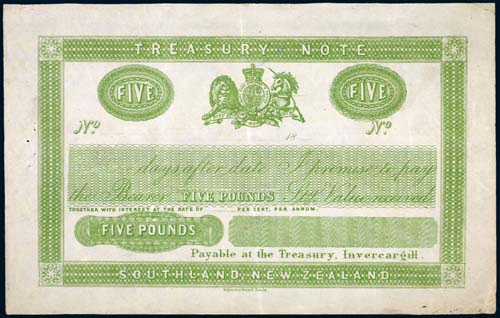 TREASURY NOTE
FIVE FIVE
No No
18
days after date I promise to pay
the Bearer FIVE POUNDS Stg Value received
TOGETHER WITH INTEREST AT THE RATE OF PER CENT, PER ANNUM.
FIVE POUNDS
Payable at the Treasury, Invercargill.
SOUTHLAND, NEW ZEALAND